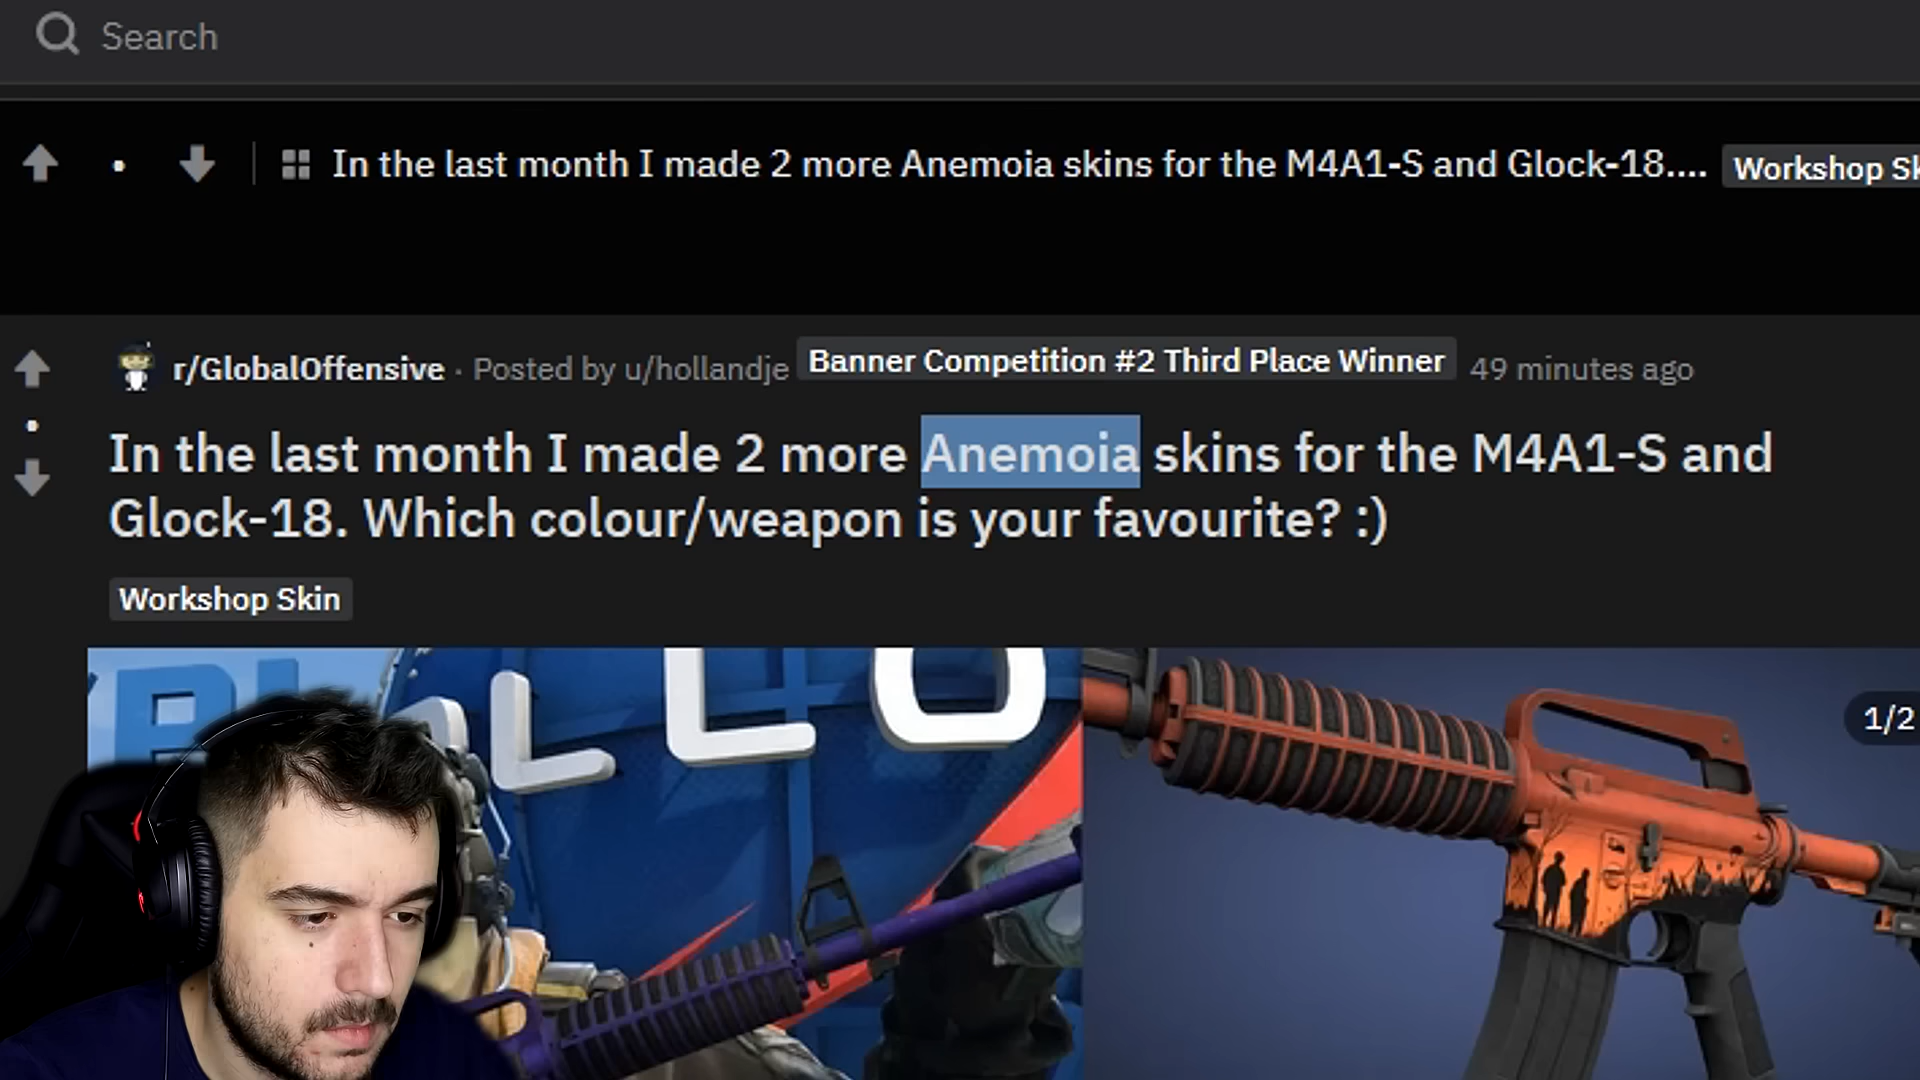 Search
In the last month I made 2 more Anemoia skins for the M4A1-S and Glock-18.... Workshop Sk
r/GlobalOffensive · Posted by u/hollandje Banner Competition #2 Third Place Winner 49 minutes ago
In the last month I made 2 more Anemoia skins for the M4A1-S and
Glock-18. Which colour/weapon is your favourite? :)
Workshop Skin
1/2